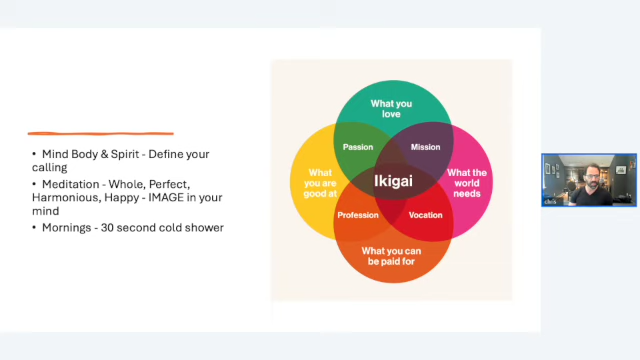 • Mind Body & Spirit - Define your
calling
• Meditation - Whole, Perfect,
Harmonious, Happy - IMAGE in your
mind
• Mornings - 30 second cold shower
What you
love
Passion
Mission
What
you are
good at
Ikigai
What the
world
needs
Profession
Vocation
What you can
be paid for
chris